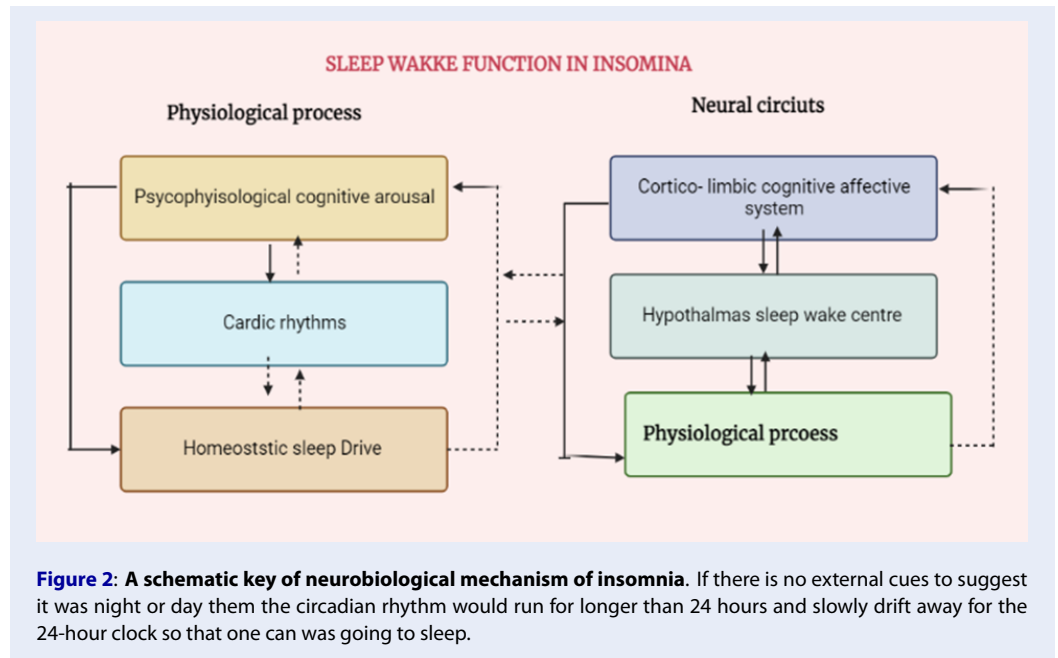 SLEEP WAKKE FUNCTION IN INSOMINA
Physiological process
Psycophyisological cognitive arousal
Cardic rhythms
Homeoststic sleep Drive
Neural circiuts
Cortico- limbic cognitive affective
system
Hypothalmas sleep wake centre
Physiological prcoess
Figure 2: A schematic key of neurobiological mechanism of insomnia. If there is no external cues to suggest
it was night or day them the circadian rhythm would run for longer than 24 hours and slowly drift away for the
24-hour clock so that one can was going to sleep.